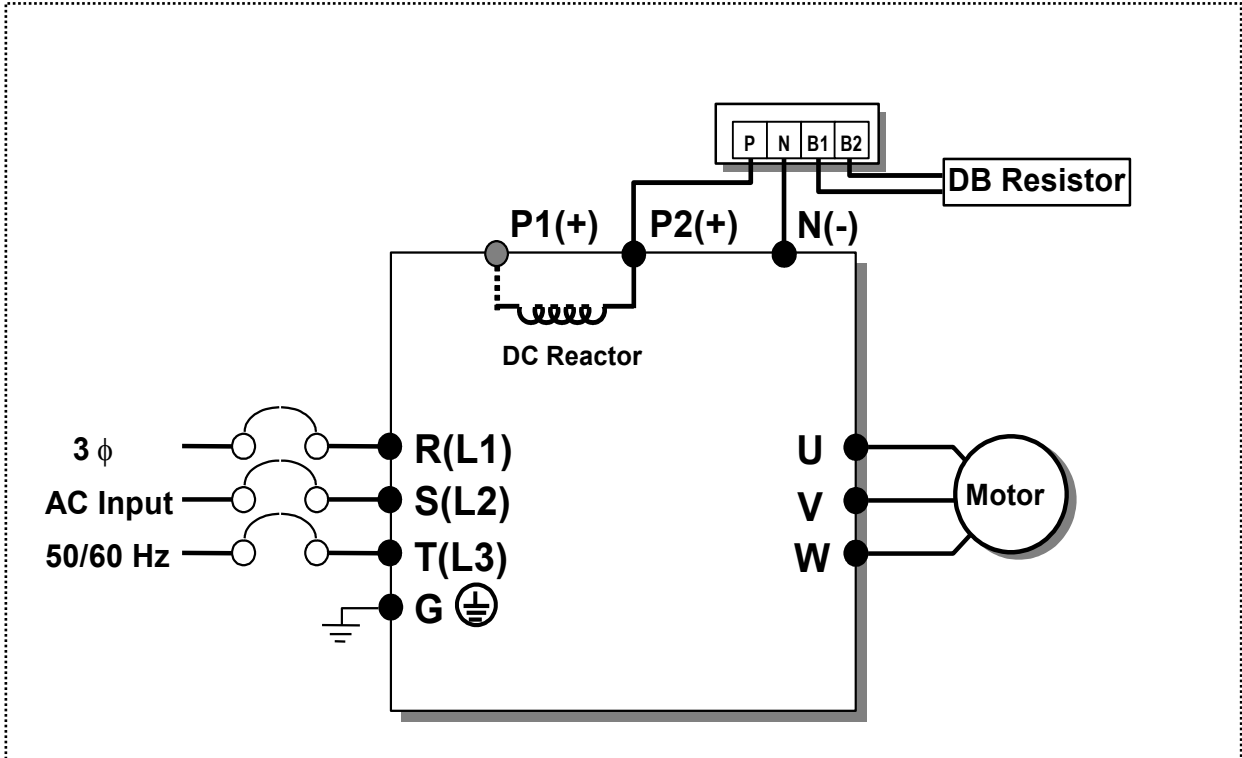 P N B1 B2
DB Resistor
P1(+) P2(+) N(-)
DC Reactor
3 ϕ R(L1) U
AC Input S(L2) V Motor
50/60 Hz T(L3) W
G